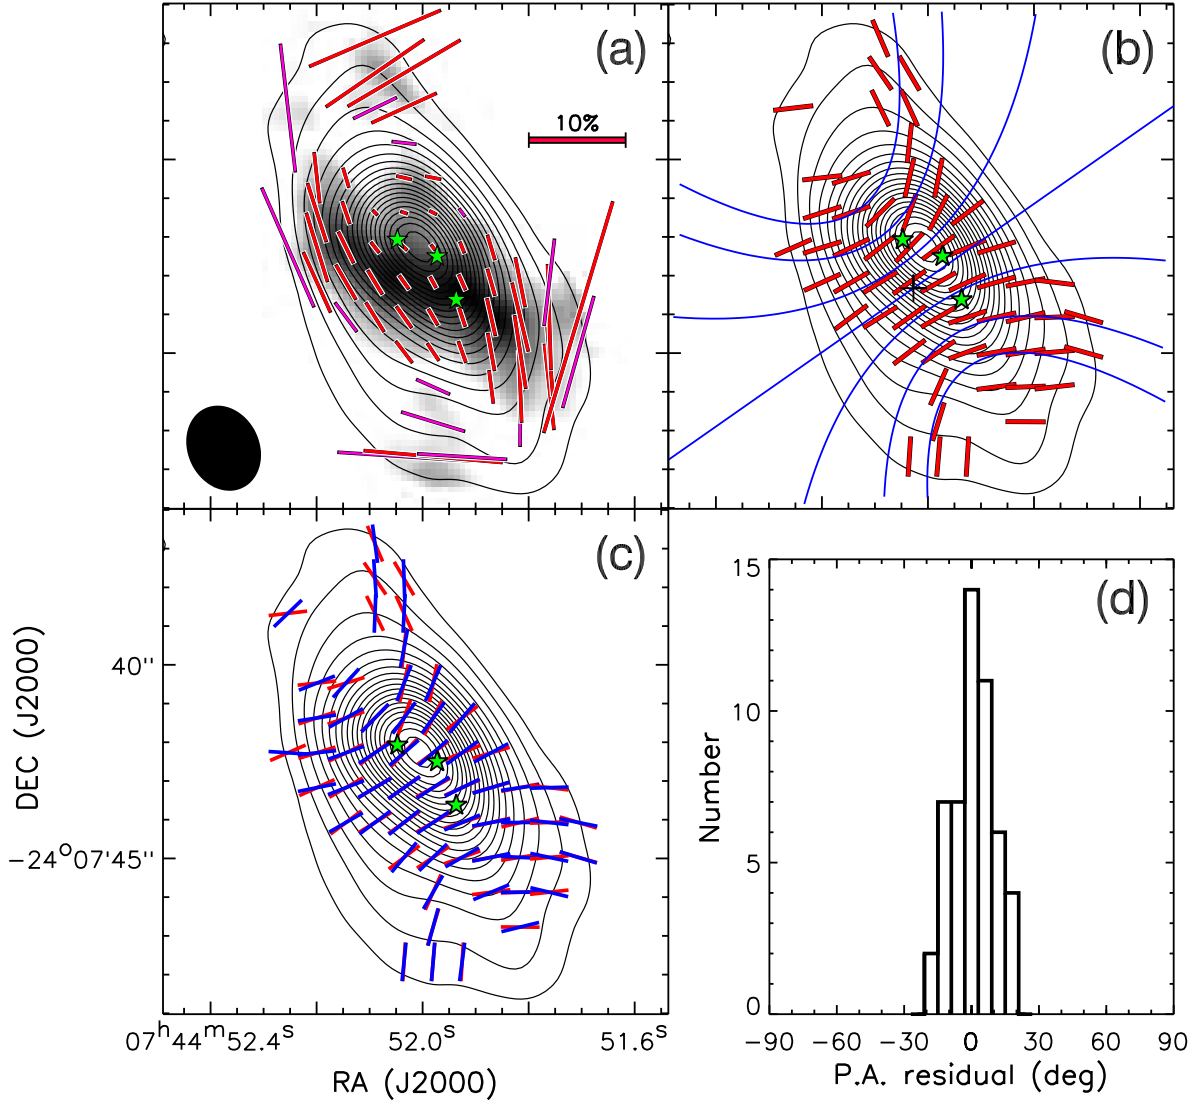 (a)
10%
(b)
(c)
DEC (J2000)
40''
−24°07'45''
07ʰ44ᵐ52.4ˢ
52.0ˢ
51.6ˢ
RA (J2000)
(d)
Number
15
10
5
0
−90
−60
−30
0
30
60
90
P.A. residual (deg)